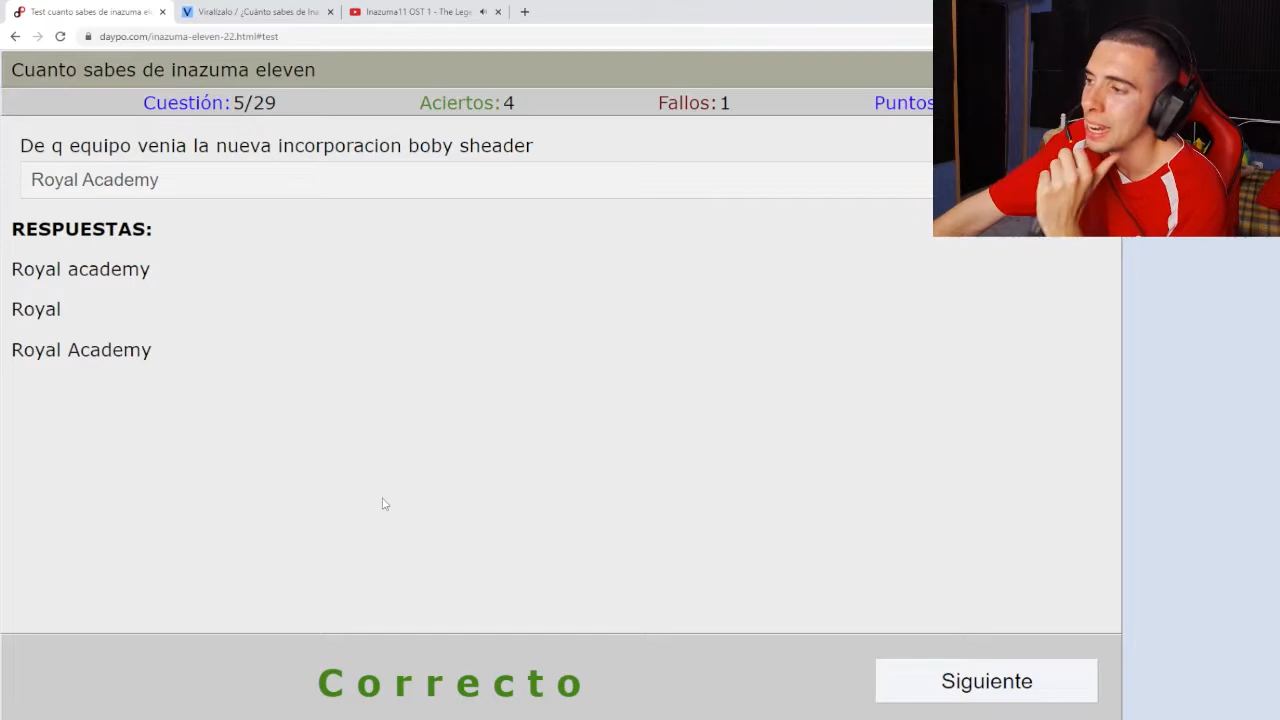 Test cuanto sabes de inazuma ele
Viralízalo / ¿Cuánto sabes de Ina
Inazuma11 OST 1 - The Lege
daypo.com/inazuma-eleven-22.html#test
Cuanto sabes de inazuma eleven
Cuestión: 5/29 Aciertos: 4 Fallos: 1 Puntos
De q equipo venia la nueva incorporacion boby sheader
Royal Academy
RESPUESTAS:
Royal academy
Royal
Royal Academy
Correcto
Siguiente